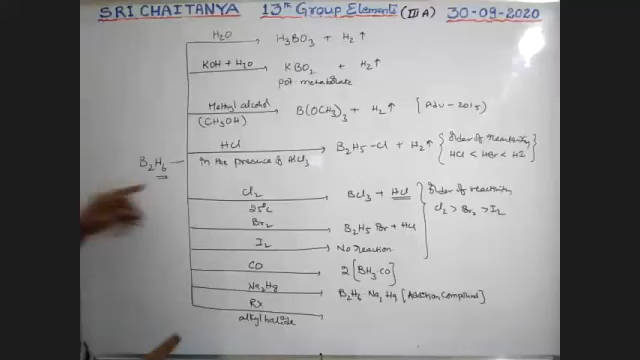 SRI CHAITANYA 13th Group Elements (III A) 30-09-2020
H2O → H3BO3 + H2 ↑
KOH + H2O → KBO2 + H2 ↑
pot metaborate
Methyl alcohol (CH3OH) → B(OCH3)3 + H2 ↑ [Adv - 2015)
HCl → B2H5-Cl + H2 ↑ { Order of reactivity
in the presence of AlCl3 HCl < HBr < HI }
B2H6
Cl2 → BCl3 + HCl } Order of reactivity
25°C Cl2 > Br2 > I2
Br2 → B2H5 Br + HCl
I2 → No reaction
CO → 2 [BH3·CO]
Na2Hg → B2H6·Na2Hg [Addition Compound]
RX →
alkyl halide